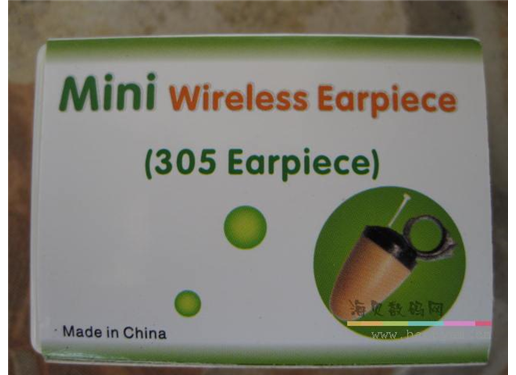 Mini Wireless Earpiece
(305 Earpiece)
海贝数码网
Made in China